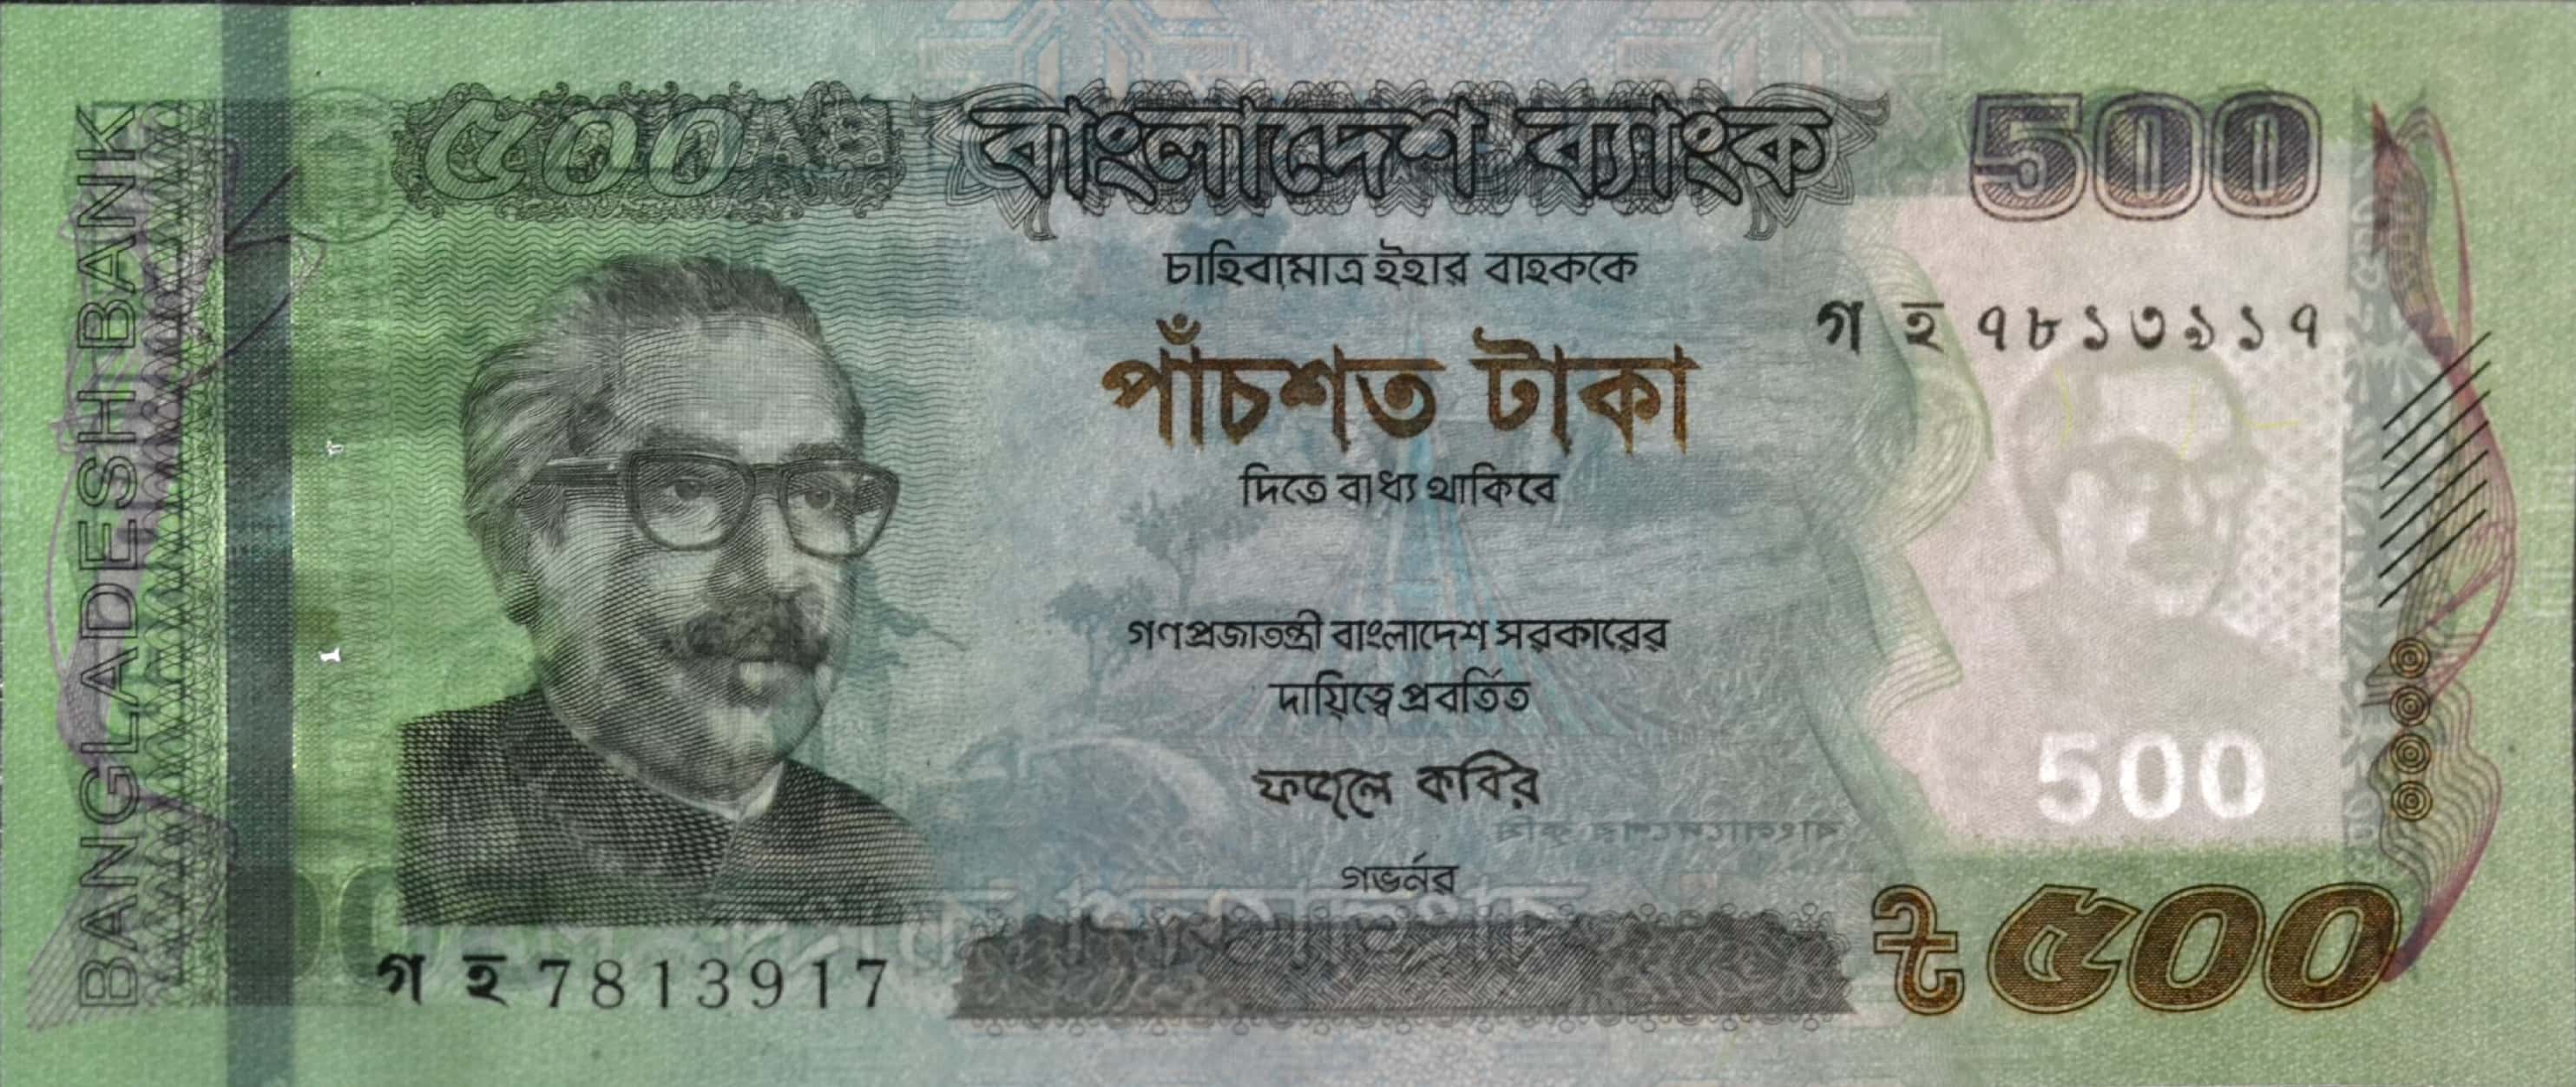 BANGLADESH BANK
৫০০
বাংলাদেশ ব্যাংক
500
চাহিবামাত্র ইহার বাহককে
গ হ ৭৮১৩৯১৭
পাঁচশত টাকা
দিতে বাধ্য থাকিবে
গণপ্রজাতন্ত্রী বাংলাদেশ সরকারের
দায়িত্বে প্রবর্তিত
ফজলে কবির
500
গভর্নর
গ হ 7813917
৳ ৫০০